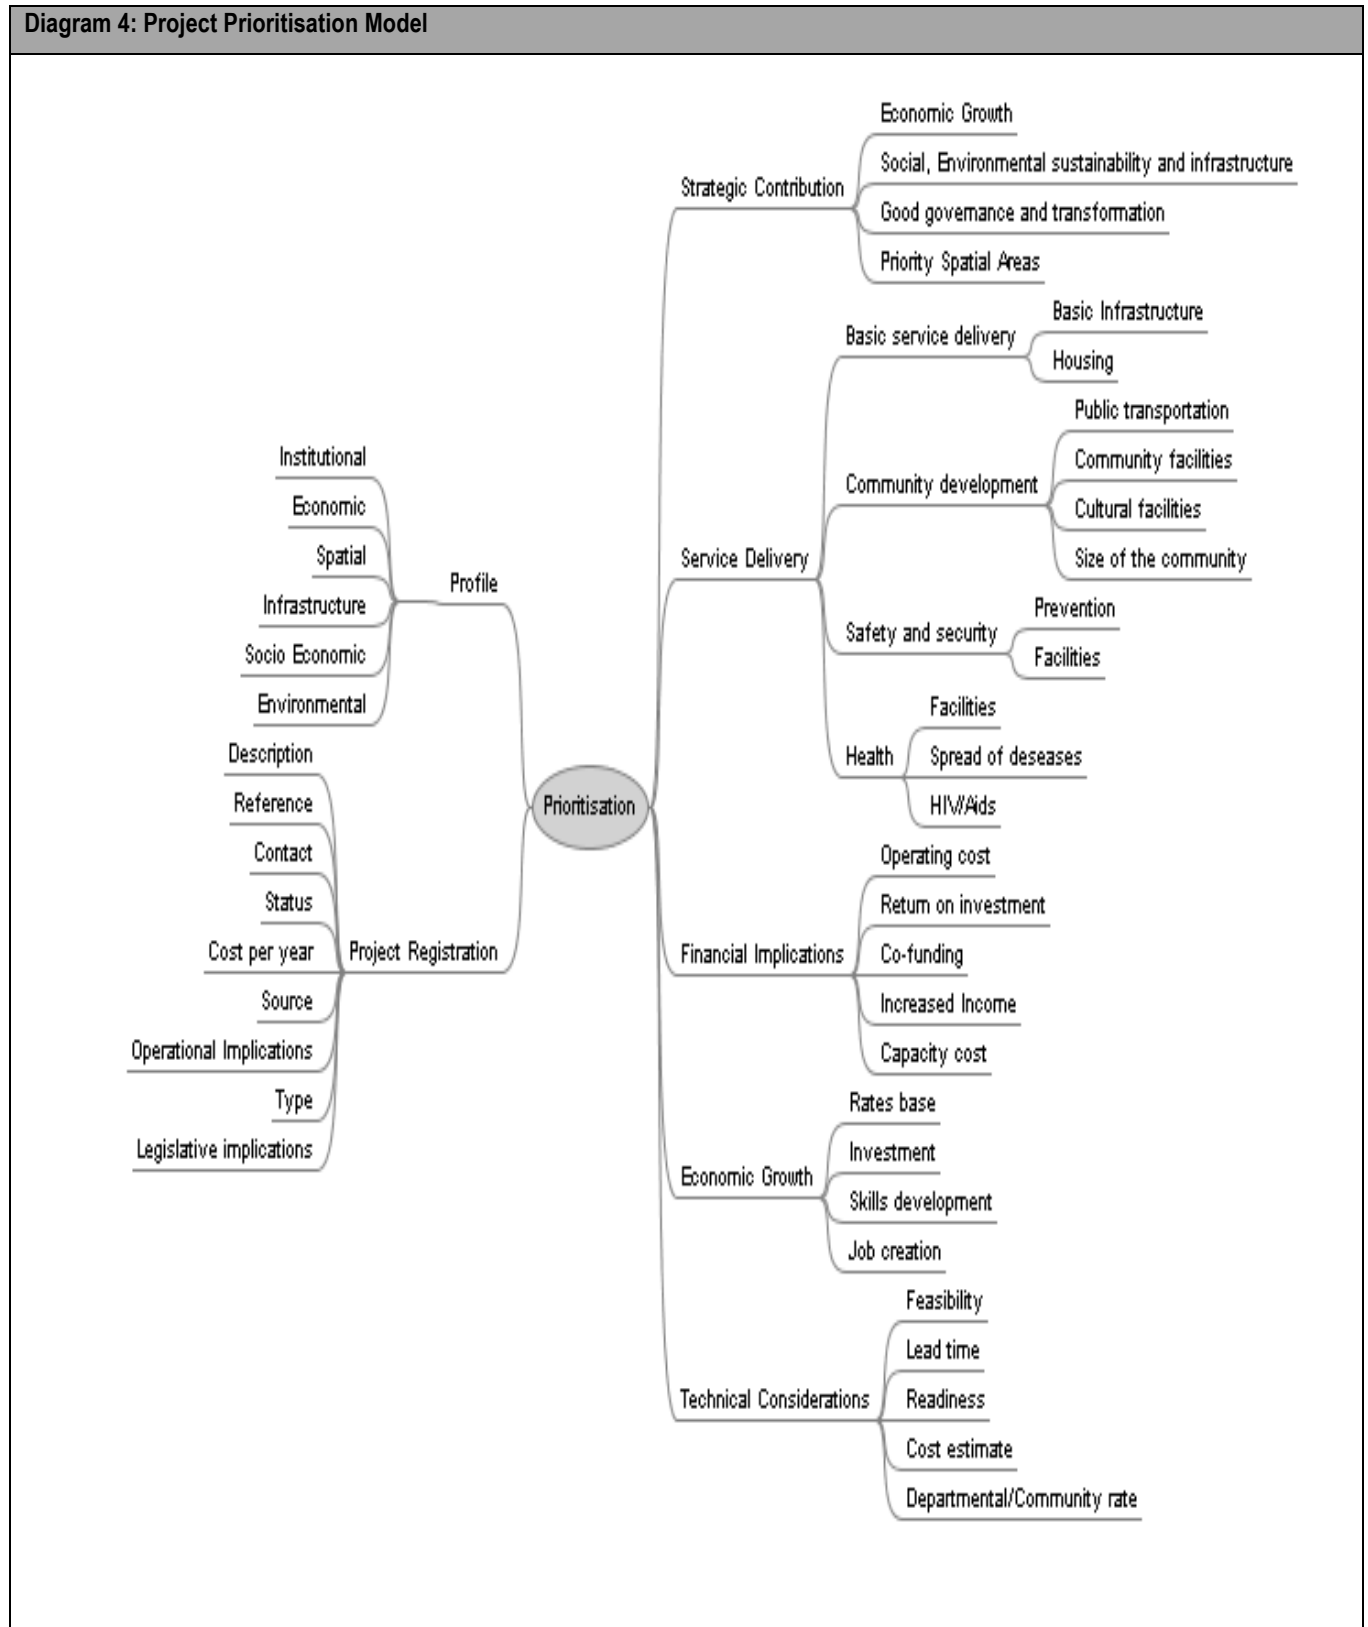 Diagram 4: Project Prioritisation Model
Economic Growth
Social, Environmental sustainability and infrastructure
Strategic Contribution
Good governance and transformation
Priority Spatial Areas
Basic Infrastructure
Basic service delivery
Housing
Public transportation
Community facilities
Community development
Cultural facilities
Size of the community
Service Delivery
Prevention
Safety and security
Facilities
Facilities
Health
Spread of deseases
HIV/Aids
Operating cost
Return on investment
Financial Implications
Co-funding
Increased Income
Capacity cost
Rates base
Investment
Economic Growth
Skills development
Job creation
Feasibility
Lead time
Technical Considerations
Readiness
Cost estimate
Departmental/Community rate
Prioritisation
Institutional
Economic
Spatial
Profile
Infrastructure
Socio Economic
Environmental
Description
Reference
Contact
Status
Cost per year
Project Registration
Source
Operational Implications
Type
Legislative implications